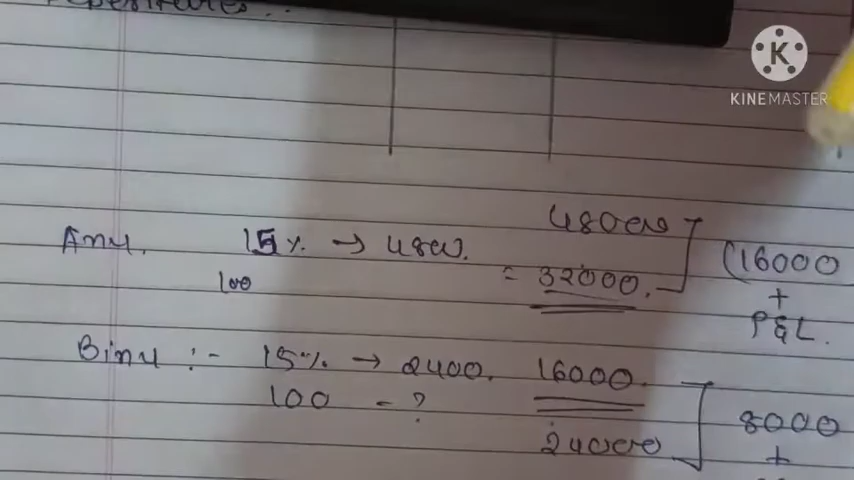 KINEMASTER
48000
Anu. 15% → 4800. = 32000. (16000
100 +
P&L.
Binu :- 15% → 2400. 16000. 8000
100 - ? +
24000